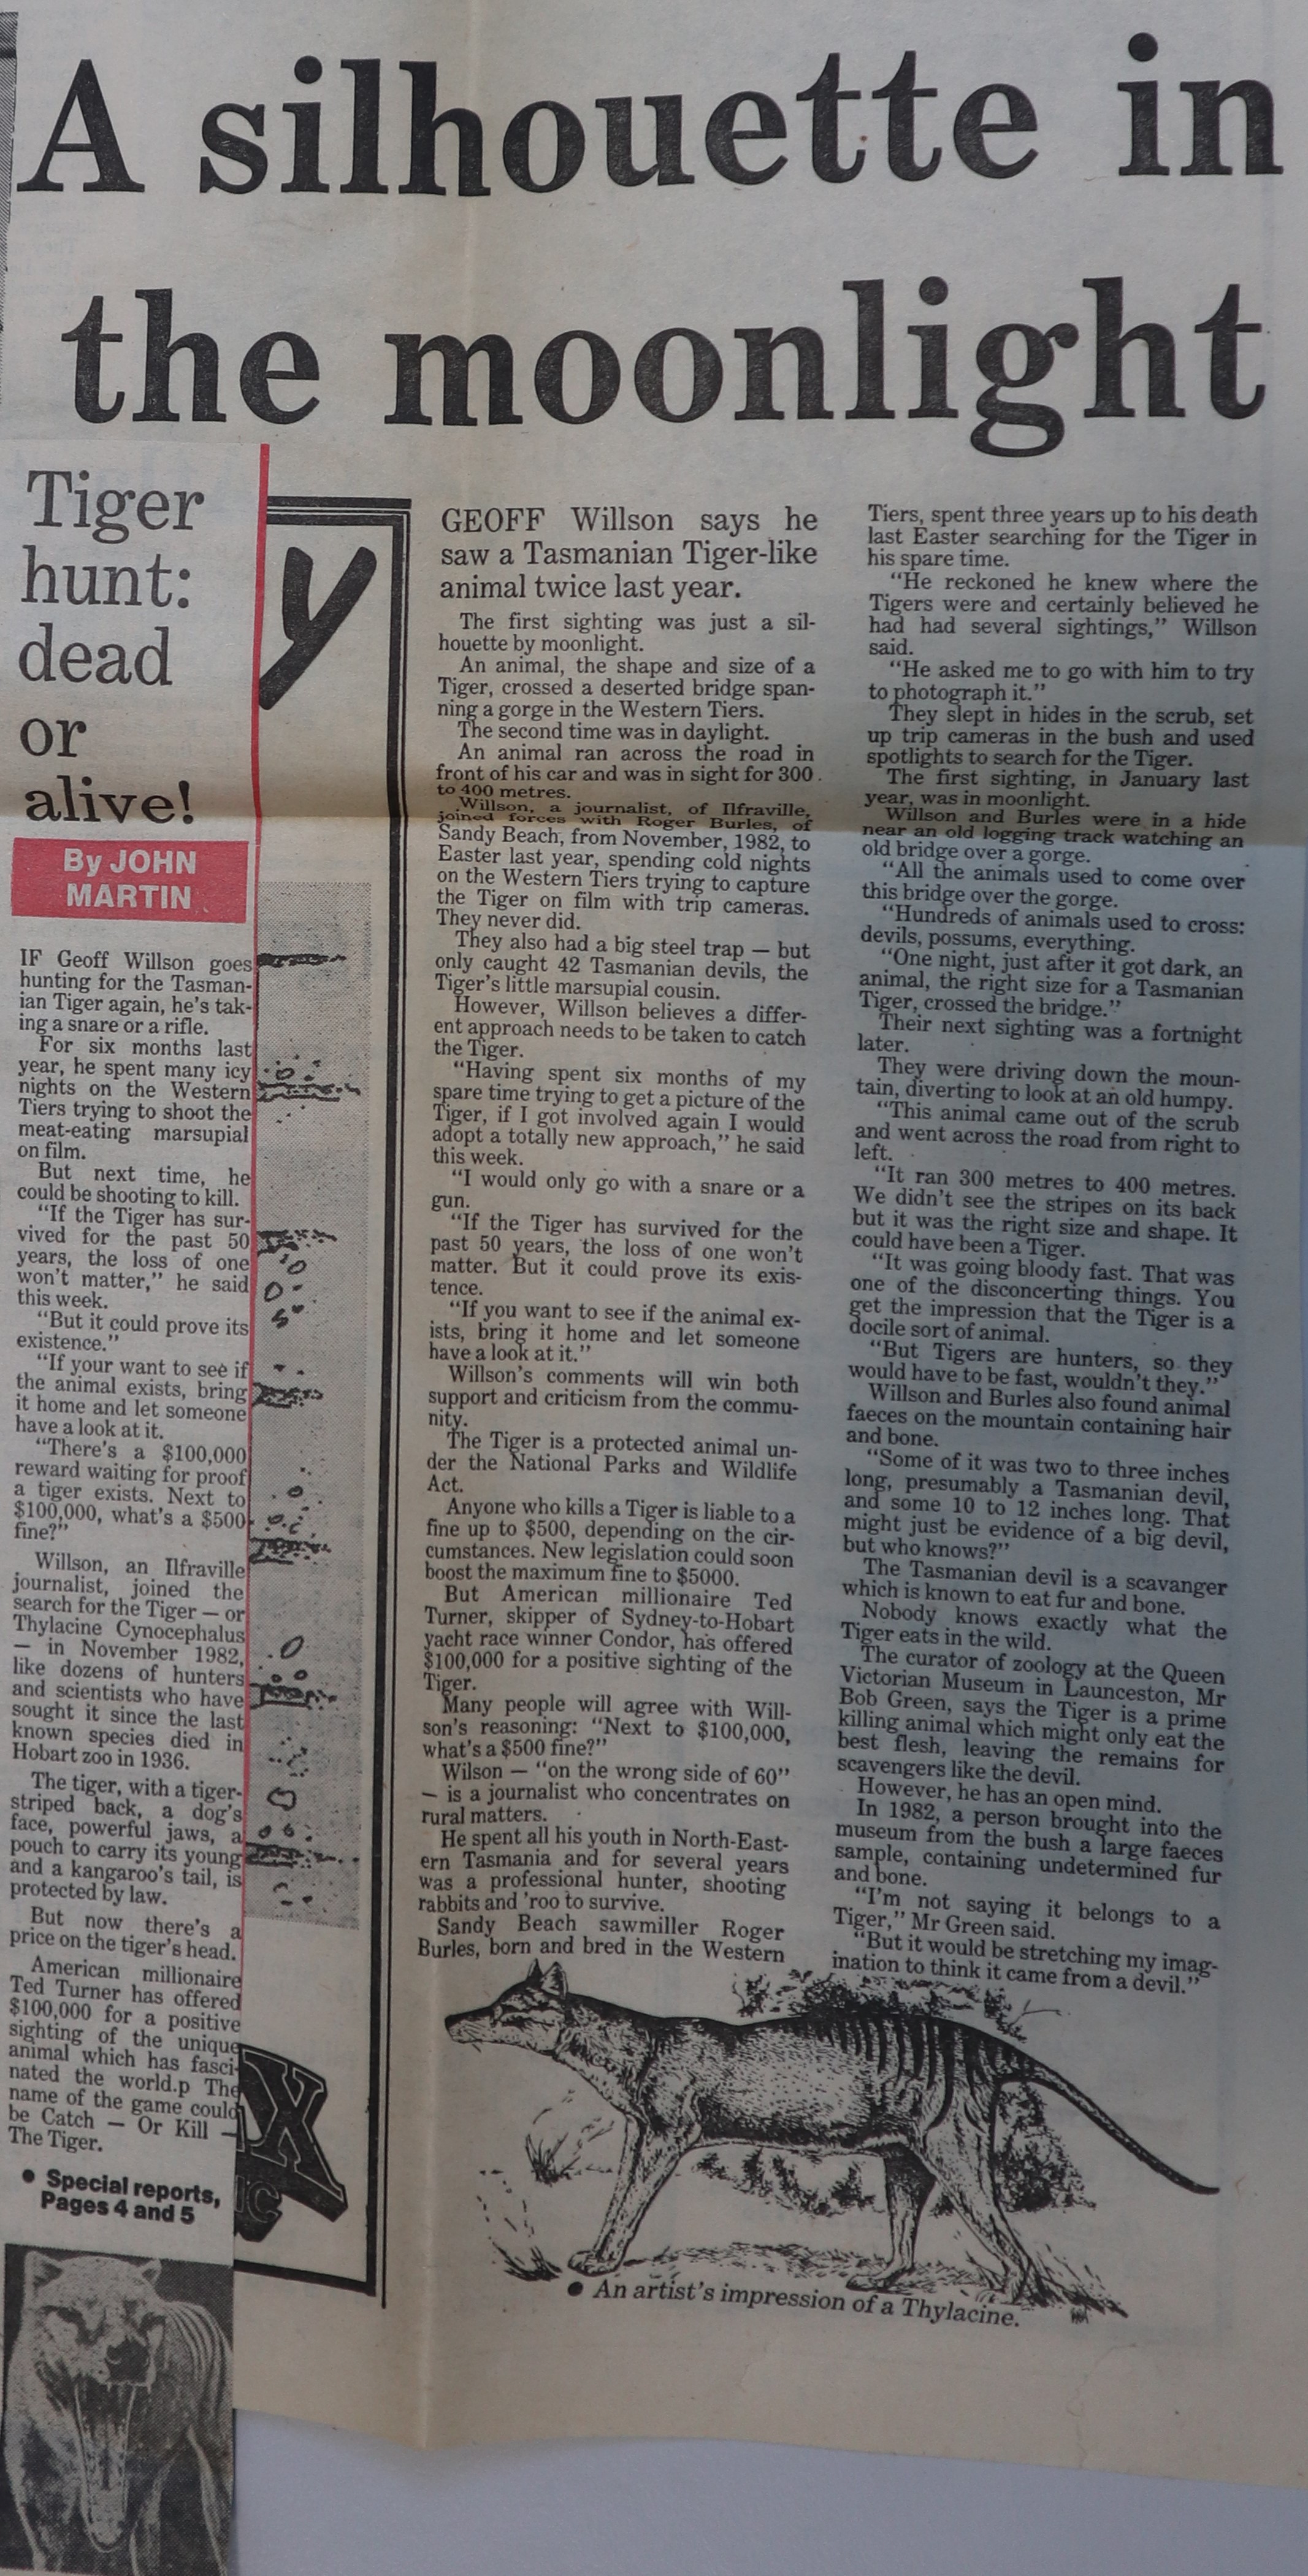 A silhouette in
the moonlight
Tiger
hunt:
dead
or
alive!
By JOHN
MARTIN
IF Geoff Willson goes
hunting for the Tasman-
ian Tiger again, he's tak-
ing a snare or a rifle.
For six months last
year, he spent many icy
nights on the Western
Tiers trying to shoot the
meat-eating marsupial
on film.
But next time, he
could be shooting to kill.
"If the Tiger has sur-
vived for the past 50
years, the loss of one
won't matter," he said
this week.
"But it could prove its
existence."
"If your want to see if
the animal exists, bring
it home and let someone
have a look at it.
"There's a $100,000
reward waiting for proof
a tiger exists. Next to
$100,000, what's a $500
fine?"
Willson, an Ilfraville
journalist, joined the
search for the Tiger — or
Thylacine Cynocephalus
— in November 1982,
like dozens of hunters
and scientists who have
sought it since the last
known species died in
Hobart zoo in 1936.
The tiger, with a tiger-
striped back, a dog's
face, powerful jaws, a
pouch to carry its young
and a kangaroo's tail, is
protected by law.
But now there's a
price on the tiger's head.
American millionaire
Ted Turner has offered
$100,000 for a positive
sighting of the unique
animal which has fasci-
nated the world.p The
name of the game could
be Catch — Or Kill —
The Tiger.
● Special reports,
Pages 4 and 5
y
X
IC
GEOFF Willson says he
saw a Tasmanian Tiger-like
animal twice last year.
The first sighting was just a sil-
houette by moonlight.
An animal, the shape and size of a
Tiger, crossed a deserted bridge span-
ning a gorge in the Western Tiers.
The second time was in daylight.
An animal ran across the road in
front of his car and was in sight for 300
to 400 metres.
Willson, a journalist, of Ilfraville,
joined forces with Roger Burles, of
Sandy Beach, from November, 1982, to
Easter last year, spending cold nights
on the Western Tiers trying to capture
the Tiger on film with trip cameras.
They never did.
They also had a big steel trap — but
only caught 42 Tasmanian devils, the
Tiger's little marsupial cousin.
However, Willson believes a differ-
ent approach needs to be taken to catch
the Tiger.
"Having spent six months of my
spare time trying to get a picture of the
Tiger, if I got involved again I would
adopt a totally new approach," he said
this week.
"I would only go with a snare or a
gun.
"If the Tiger has survived for the
past 50 years, the loss of one won't
matter. But it could prove its exis-
tence.
"If you want to see if the animal ex-
ists, bring it home and let someone
have a look at it."
Willson's comments will win both
support and criticism from the commu-
nity.
The Tiger is a protected animal un-
der the National Parks and Wildlife
Act.
Anyone who kills a Tiger is liable to a
fine up to $500, depending on the cir-
cumstances. New legislation could soon
boost the maximum fine to $5000.
But American millionaire Ted
Turner, skipper of Sydney-to-Hobart
yacht race winner Condor, has offered
$100,000 for a positive sighting of the
Tiger.
Many people will agree with Will-
son's reasoning: "Next to $100,000,
what's a $500 fine?"
Wilson — "on the wrong side of 60"
— is a journalist who concentrates on
rural matters.
He spent all his youth in North-East-
ern Tasmania and for several years
was a professional hunter, shooting
rabbits and 'roo to survive.
Sandy Beach sawmiller Roger
Burles, born and bred in the Western
Tiers, spent three years up to his death
last Easter searching for the Tiger in
his spare time.
"He reckoned he knew where the
Tigers were and certainly believed he
had had several sightings," Willson
said.
"He asked me to go with him to try
to photograph it."
They slept in hides in the scrub, set
up trip cameras in the bush and used
spotlights to search for the Tiger.
The first sighting, in January last
year, was in moonlight.
Willson and Burles were in a hide
near an old logging track watching an
old bridge over a gorge.
"All the animals used to come over
this bridge over the gorge.
"Hundreds of animals used to cross:
devils, possums, everything.
"One night, just after it got dark, an
animal, the right size for a Tasmanian
Tiger, crossed the bridge."
Their next sighting was a fortnight
later.
They were driving down the moun-
tain, diverting to look at an old humpy.
"This animal came out of the scrub
and went across the road from right to
left.
"It ran 300 metres to 400 metres.
We didn't see the stripes on its back
but it was the right size and shape. It
could have been a Tiger.
"It was going bloody fast. That was
one of the disconcerting things. You
get the impression that the Tiger is a
docile sort of animal.
"But Tigers are hunters, so they
would have to be fast, wouldn't they."
Willson and Burles also found animal
faeces on the mountain containing hair
and bone.
"Some of it was two to three inches
long, presumably a Tasmanian devil,
and some 10 to 12 inches long. That
might just be evidence of a big devil,
but who knows?"
The Tasmanian devil is a scavanger
which is known to eat fur and bone.
Nobody knows exactly what the
Tiger eats in the wild.
The curator of zoology at the Queen
Victorian Museum in Launceston, Mr
Bob Green, says the Tiger is a prime
killing animal which might only eat the
best flesh, leaving the remains for
scavengers like the devil.
However, he has an open mind.
In 1982, a person brought into the
museum from the bush a large faeces
sample, containing undetermined fur
and bone.
"I'm not saying it belongs to a
Tiger," Mr Green said.
"But it would be stretching my imag-
ination to think it came from a devil."
● An artist's impression of a Thylacine.